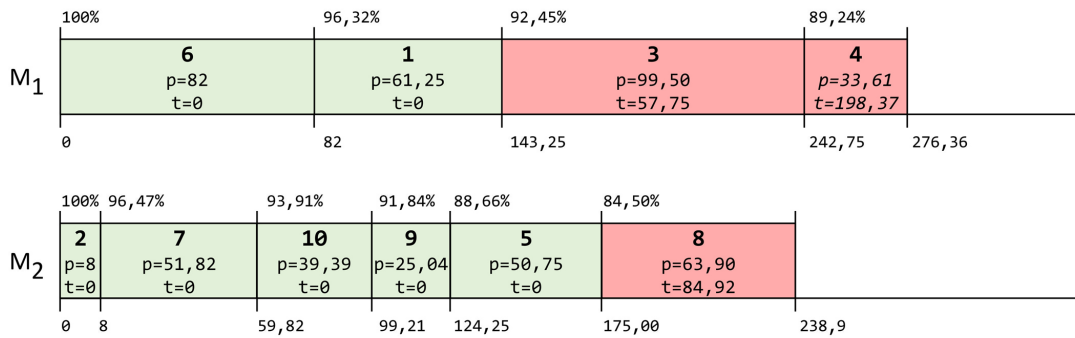 100% 96,32% 92,45% 89,24%
6 1 3 4
M1 p=82 p=61,25 p=99,50 p=33,61
t=0 t=0 t=57,75 t=198,37
0 82 143,25 242,75 276,36
100% 96,47% 93,91% 91,84% 88,66% 84,50%
2 7 10 9 5 8
M2 p=8 p=51,82 p=39,39 p=25,04 p=50,75 p=63,90
t=0 t=0 t=0 t=0 t=0 t=84,92
0 8 59,82 99,21 124,25 175,00 238,9